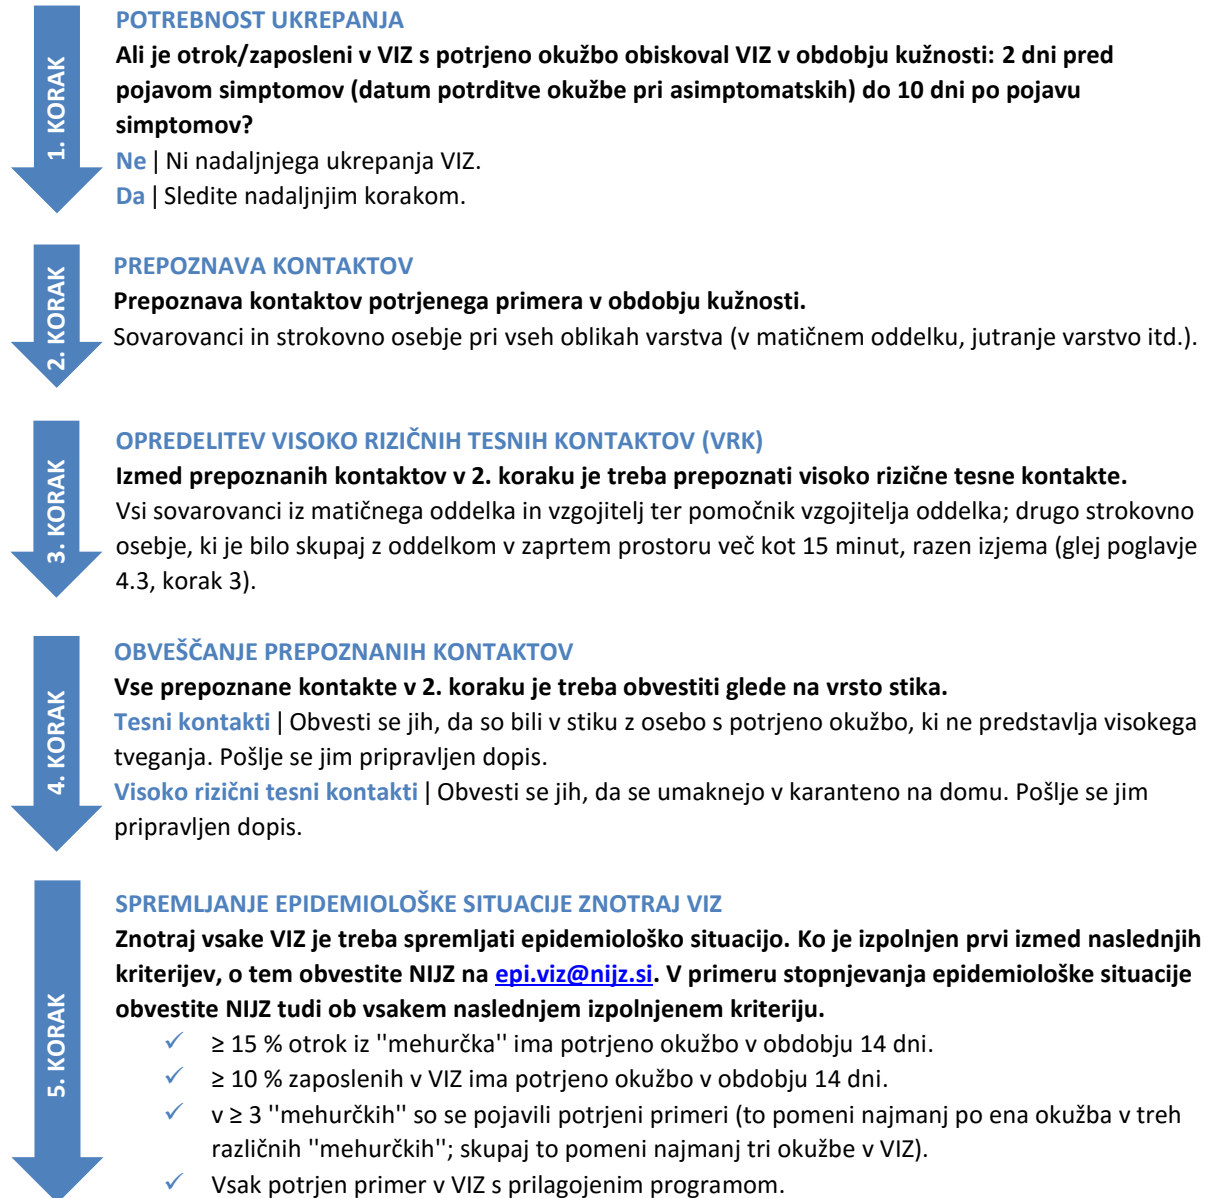 1. KORAK
POTREBNOST UKREPANJA
Ali je otrok/zaposleni v VIZ s potrjeno okužbo obiskoval VIZ v obdobju kužnosti: 2 dni pred
pojavom simptomov (datum potrditve okužbe pri asimptomatskih) do 10 dni po pojavu
simptomov?
Ne | Ni nadaljnjega ukrepanja VIZ.
Da | Sledite nadaljnjim korakom.
2. KORAK
PREPOZNAVA KONTAKTOV
Prepoznava kontaktov potrjenega primera v obdobju kužnosti.
Sovarovanci in strokovno osebje pri vseh oblikah varstva (v matičnem oddelku, jutranje varstvo itd.).
3. KORAK
OPREDELITEV VISOKO RIZIČNIH TESNIH KONTAKTOV (VRK)
Izmed prepoznanih kontaktov v 2. koraku je treba prepoznati visoko rizične tesne kontakte.
Vsi sovarovanci iz matičnega oddelka in vzgojitelj ter pomočnik vzgojitelja oddelka; drugo strokovno
osebje, ki je bilo skupaj z oddelkom v zaprtem prostoru več kot 15 minut, razen izjema (glej poglavje
4.3, korak 3).
4. KORAK
OBVEŠČANJE PREPOZNANIH KONTAKTOV
Vse prepoznane kontakte v 2. koraku je treba obvestiti glede na vrsto stika.
Tesni kontakti | Obvesti se jih, da so bili v stiku z osebo s potrjeno okužbo, ki ne predstavlja visokega
tveganja. Pošlje se jim pripravljen dopis.
Visoko rizični tesni kontakti | Obvesti se jih, da se umaknejo v karanteno na domu. Pošlje se jim
pripravljen dopis.
5. KORAK
SPREMLJANJE EPIDEMIOLOŠKE SITUACIJE ZNOTRAJ VIZ
Znotraj vsake VIZ je treba spremljati epidemiološko situacijo. Ko je izpolnjen prvi izmed naslednjih
kriterijev, o tem obvestite NIJZ na epi.viz@nijz.si. V primeru stopnjevanja epidemiološke situacije
obvestite NIJZ tudi ob vsakem naslednjem izpolnjenem kriteriju.
✓ ≥ 15 % otrok iz ''mehurčka'' ima potrjeno okužbo v obdobju 14 dni.
✓ ≥ 10 % zaposlenih v VIZ ima potrjeno okužbo v obdobju 14 dni.
✓ v ≥ 3 ''mehurčkih'' so se pojavili potrjeni primeri (to pomeni najmanj po ena okužba v treh
različnih ''mehurčkih''; skupaj to pomeni najmanj tri okužbe v VIZ).
✓ Vsak potrjen primer v VIZ s prilagojenim programom.